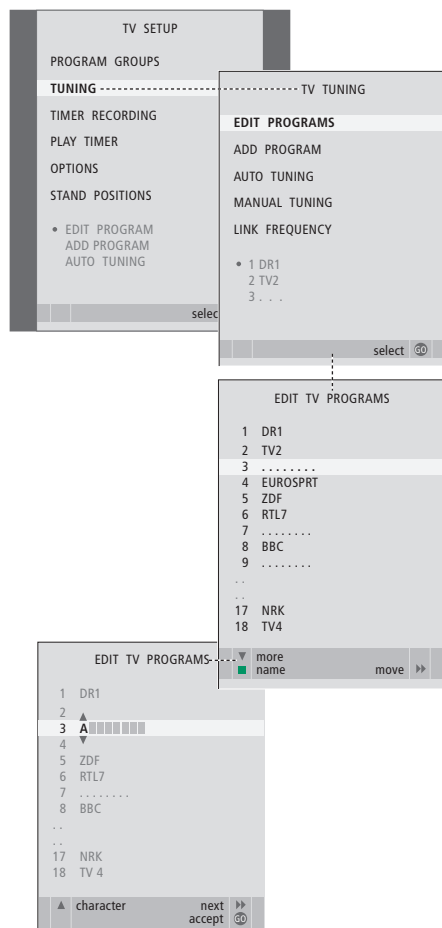 TV SETUP
PROGRAM GROUPS
TUNING
TIMER RECORDING
PLAY TIMER
OPTIONS
STAND POSITIONS
• EDIT PROGRAM
ADD PROGRAM
AUTO TUNING
selec
TV TUNING
EDIT PROGRAMS
ADD PROGRAM
AUTO TUNING
MANUAL TUNING
LINK FREQUENCY
• 1 DR1
2 TV2
3 . . .
select GO
EDIT TV PROGRAMS
1 DR1
2 TV2
3 ........
4 EUROSPRT
5 ZDF
6 RTL7
7 ........
8 BBC
9 ........
..
..
17 NRK
18 TV4
▼ more
name move ▶▶
EDIT TV PROGRAMS
1 DR1
2
3 A
4
5 ZDF
6 RTL7
7 ........
8 BBC
..
..
17 NRK
18 TV 4
▲ character next ▶▶
accept GO